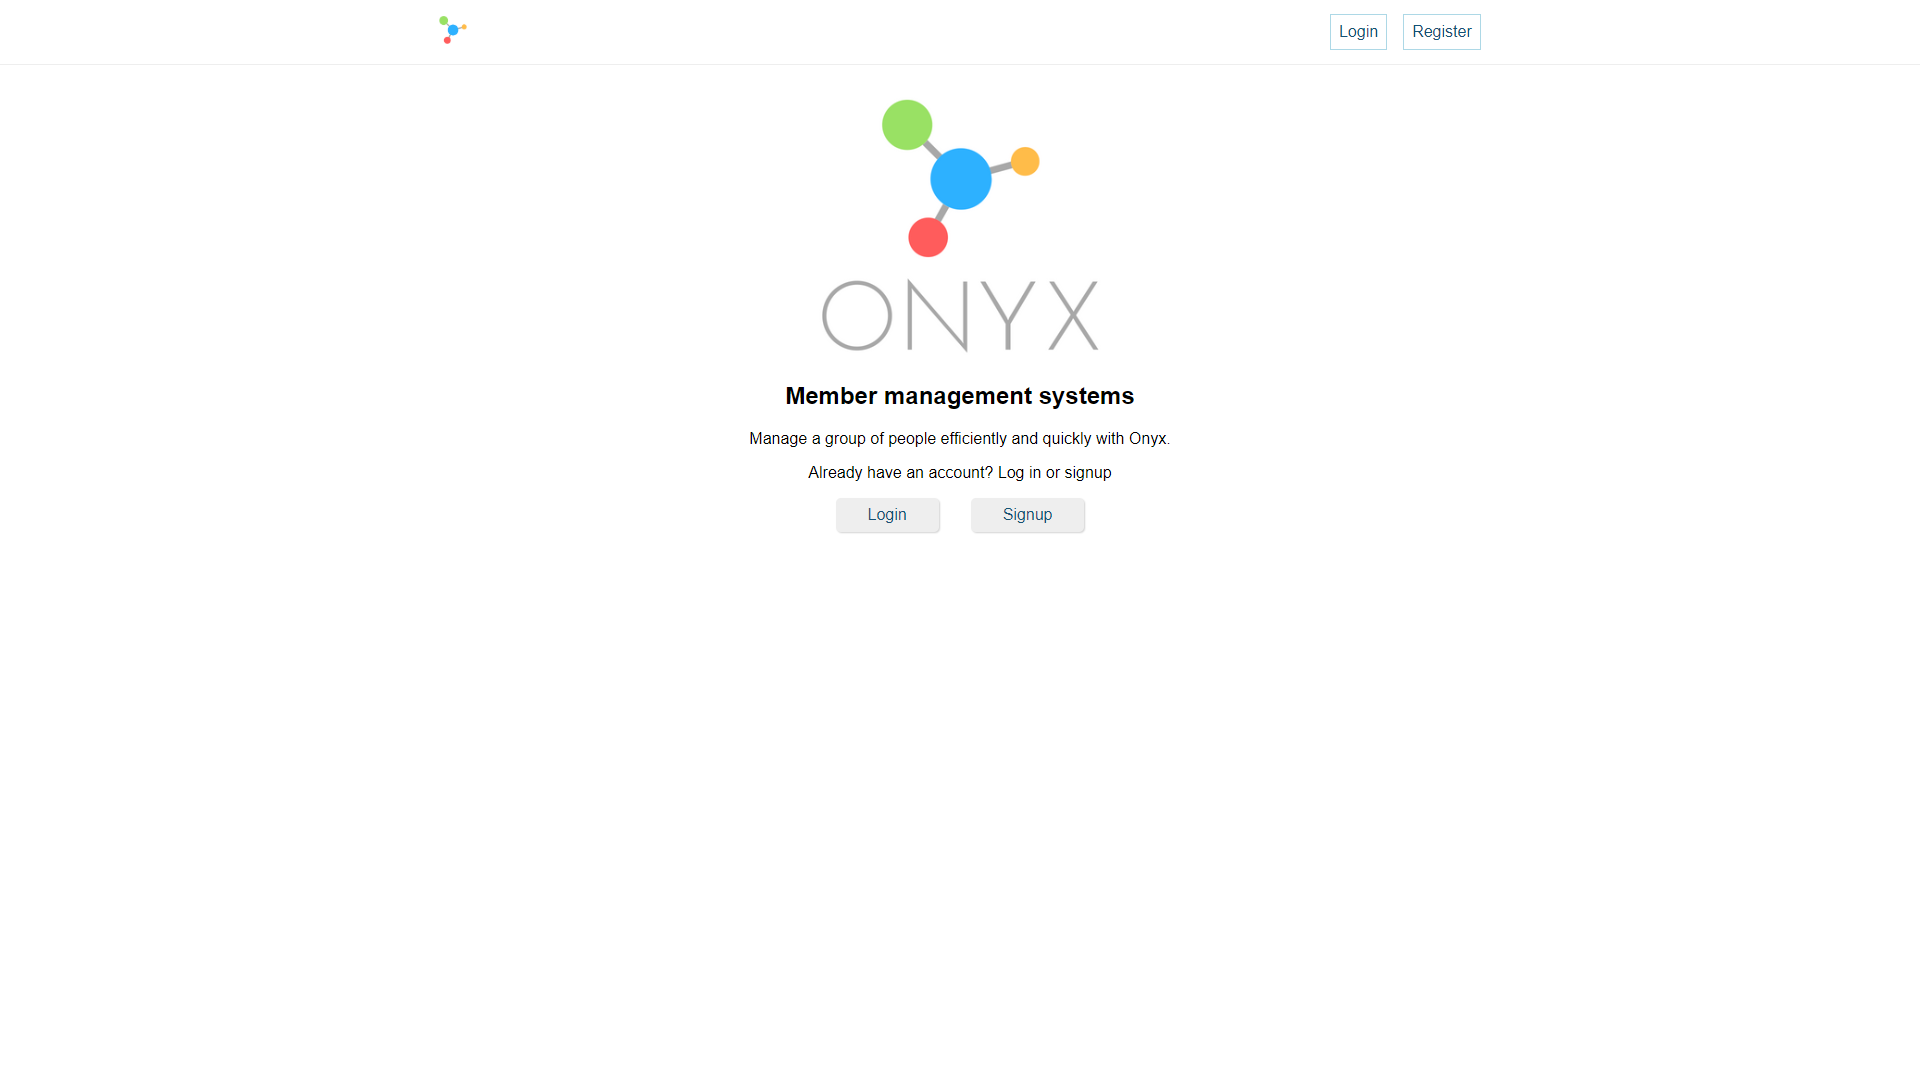 Login Register
ONYX
Member management systems
Manage a group of people efficiently and quickly with Onyx.
Already have an account? Log in or signup
Login Signup